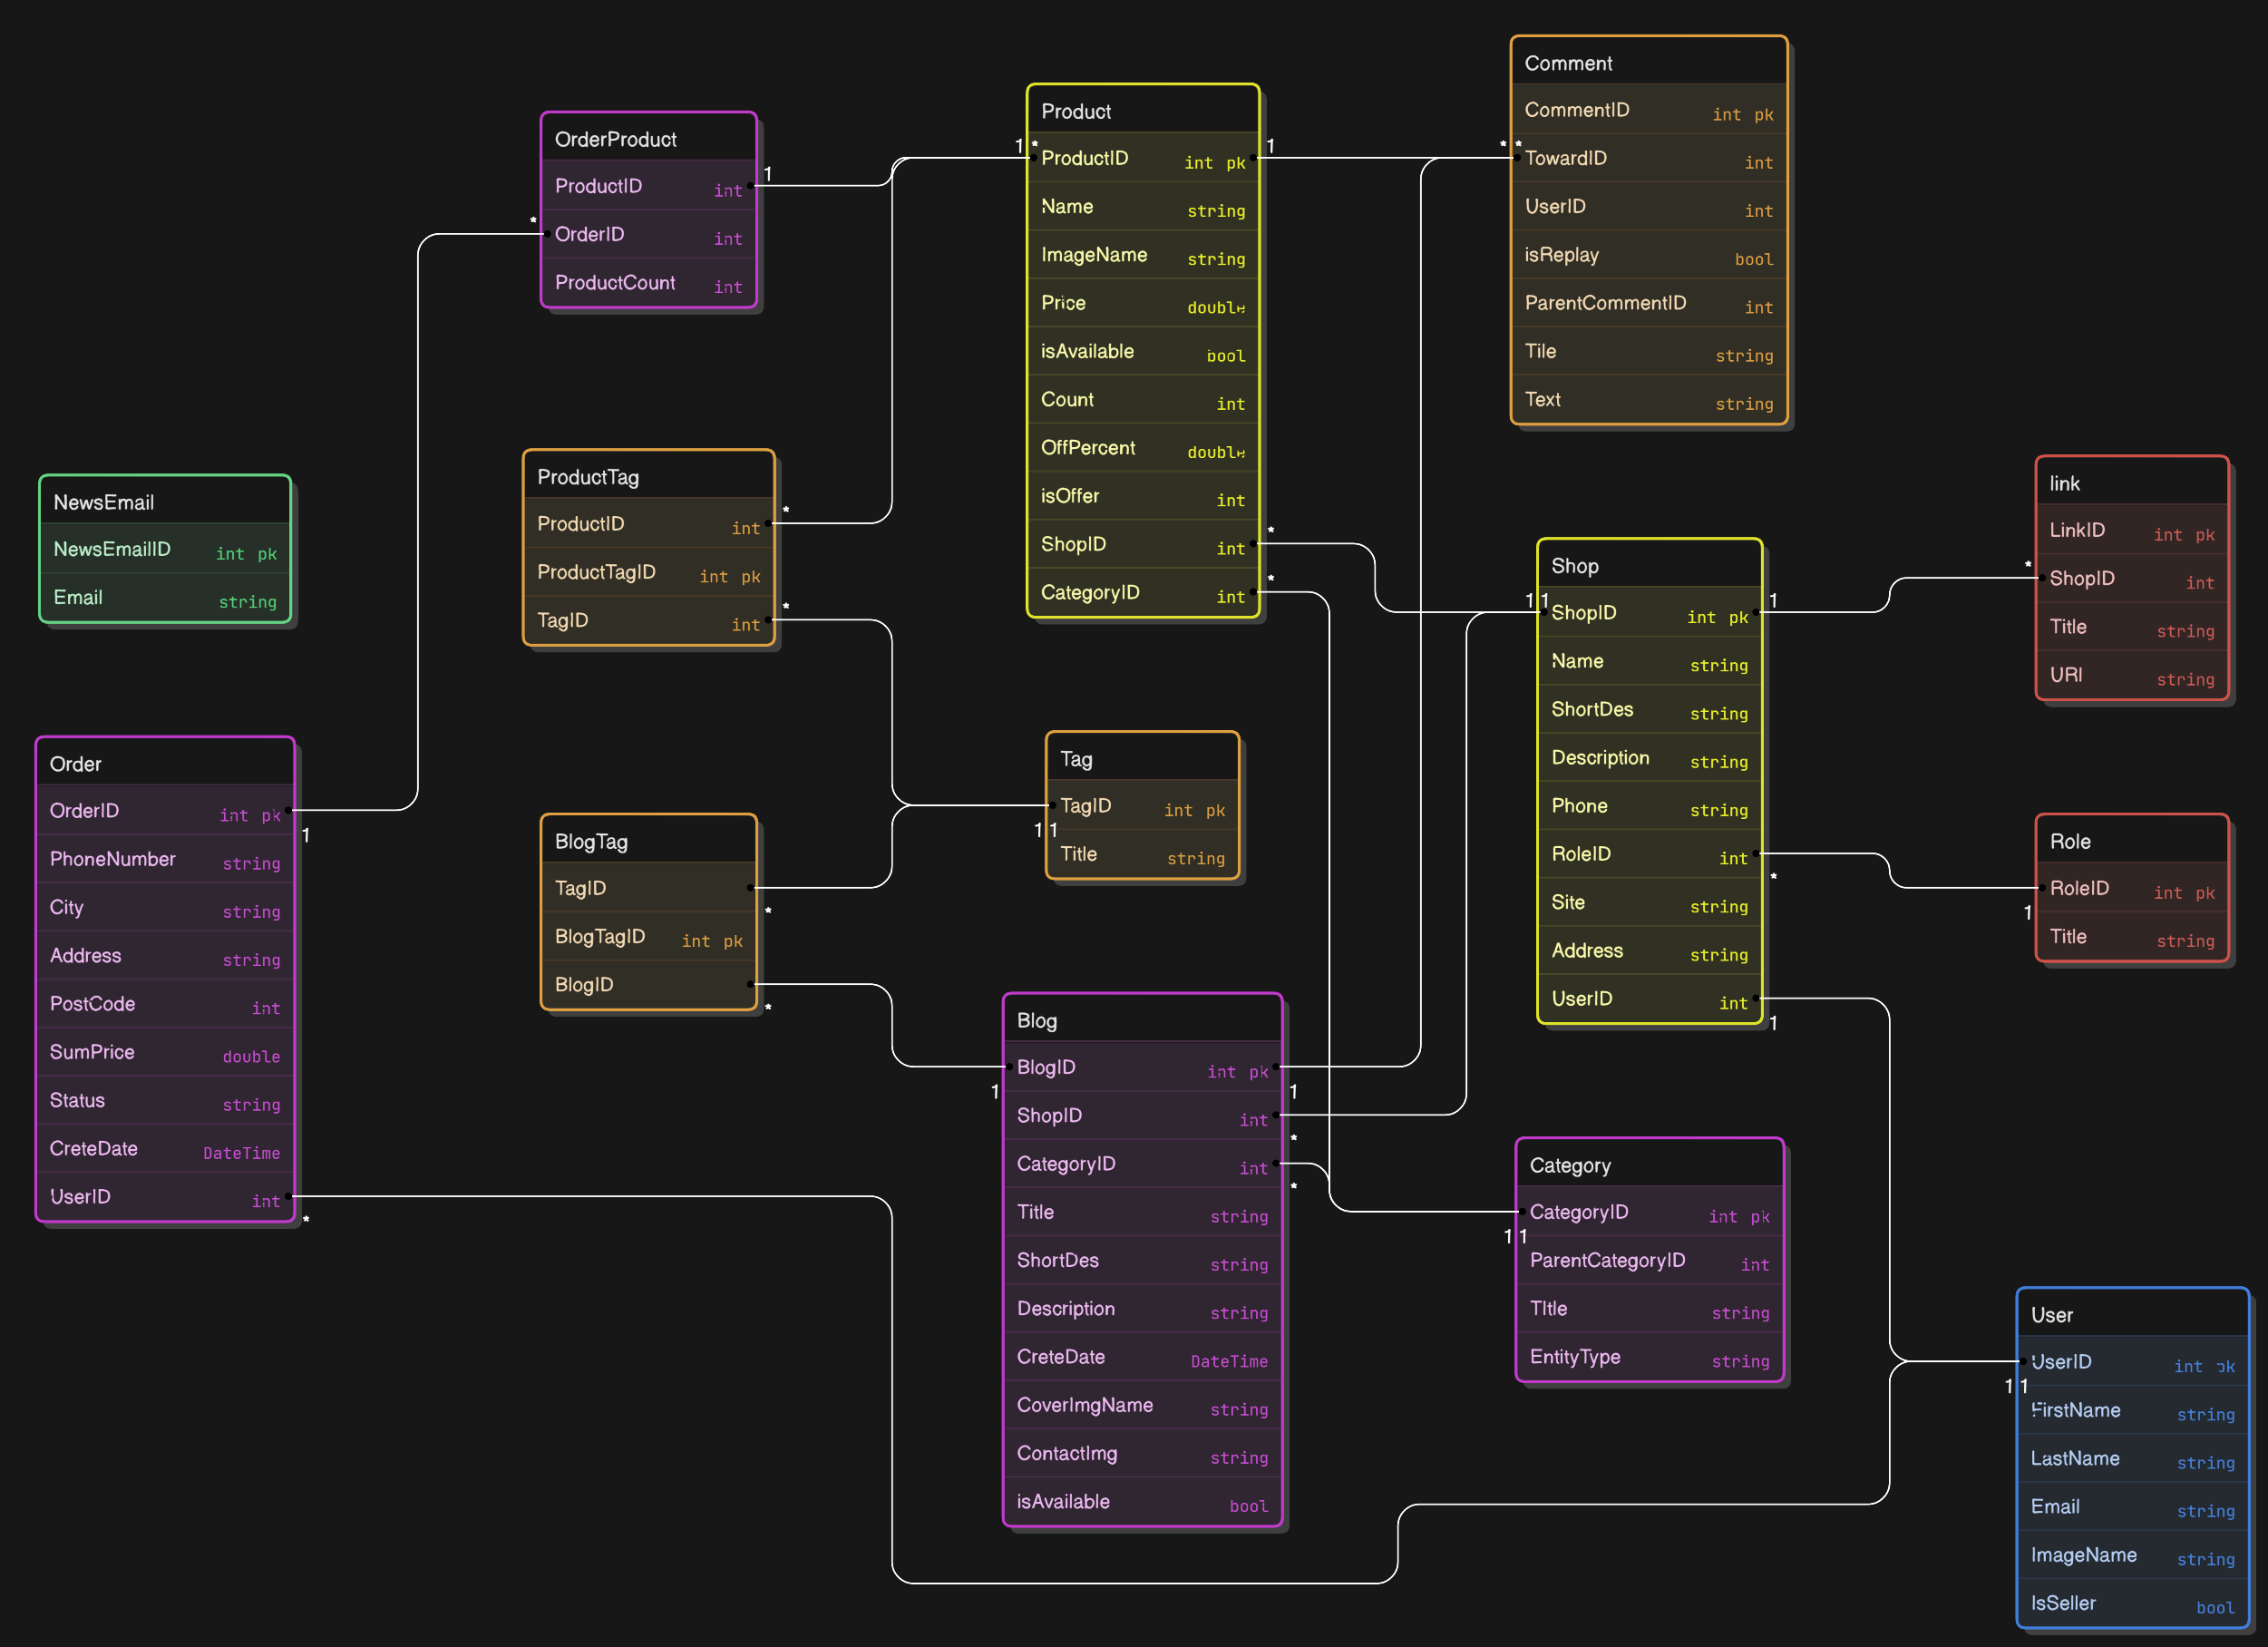 Comment
CommentID int pk
TowardID int
UserID int
isReplay bool
ParentCommentID int
Tile string
Text string
* *
Product
ProductID int pk
Name string
ImageName string
Price double
isAvailable bool
Count int
OffPercent double
isOffer int
ShopID int
CategoryID int
1 *
1
*
*
OrderProduct
ProductID int
OrderID int
ProductCount int
1
*
ProductTag
ProductID int
ProductTagID int pk
TagID int
*
*
NewsEmail
NewsEmailID int pk
Email string
link
LinkID int pk
ShopID int
Title string
URI string
*
Shop
ShopID int pk
Name string
ShortDes string
Description string
Phone string
RoleID int
Site string
Address string
UserID int
1 1
1
*
1
Tag
TagID int pk
Title string
1 1
Order
OrderID int pk
PhoneNumber string
City string
Address string
PostCode int
SumPrice double
Status string
CreteDate DateTime
UserID int
1
*
BlogTag
TagID
BlogTagID int pk
BlogID
*
*
Role
RoleID int pk
Title string
1
Blog
BlogID int pk
ShopID int
CategoryID int
Title string
ShortDes string
Description string
CreteDate DateTime
CoverImgName string
ContactImg string
isAvailable bool
1
1
*
*
Category
CategoryID int pk
ParentCategoryID int
TItle string
EntityType string
1 1
User
UserID int pk
FirstName string
LastName string
Email string
ImageName string
IsSeller bool
1 1